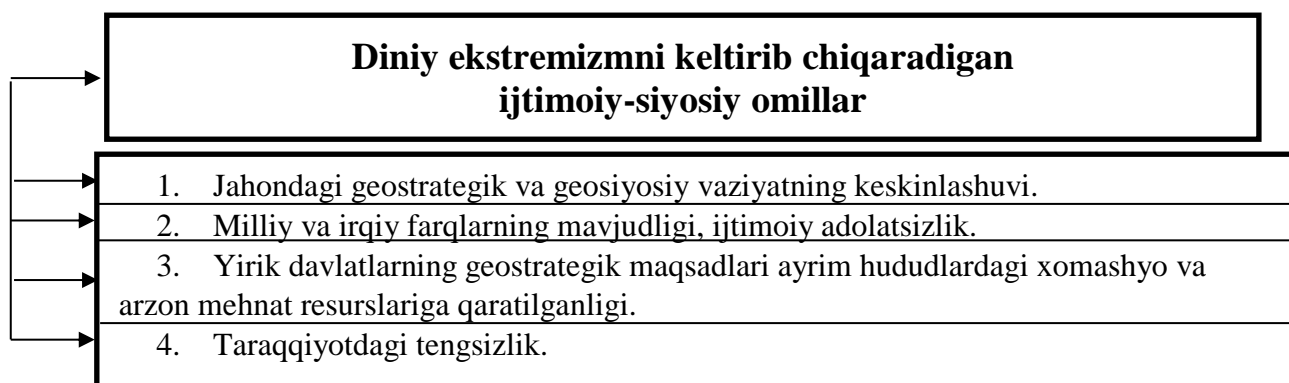 Diniy ekstremizmni keltirib chiqaradigan
ijtimoiy-siyosiy omillar
1. Jahondagi geostrategik va geosiyosiy vaziyatning keskinlashuvi.
2. Milliy va irqiy farqlarning mavjudligi, ijtimoiy adolatsizlik.
3. Yirik davlatlarning geostrategik maqsadlari ayrim hududlardagi xomashyo va
arzon mehnat resurslariga qaratilganligi.
4. Taraqqiyotdagi tengsizlik.